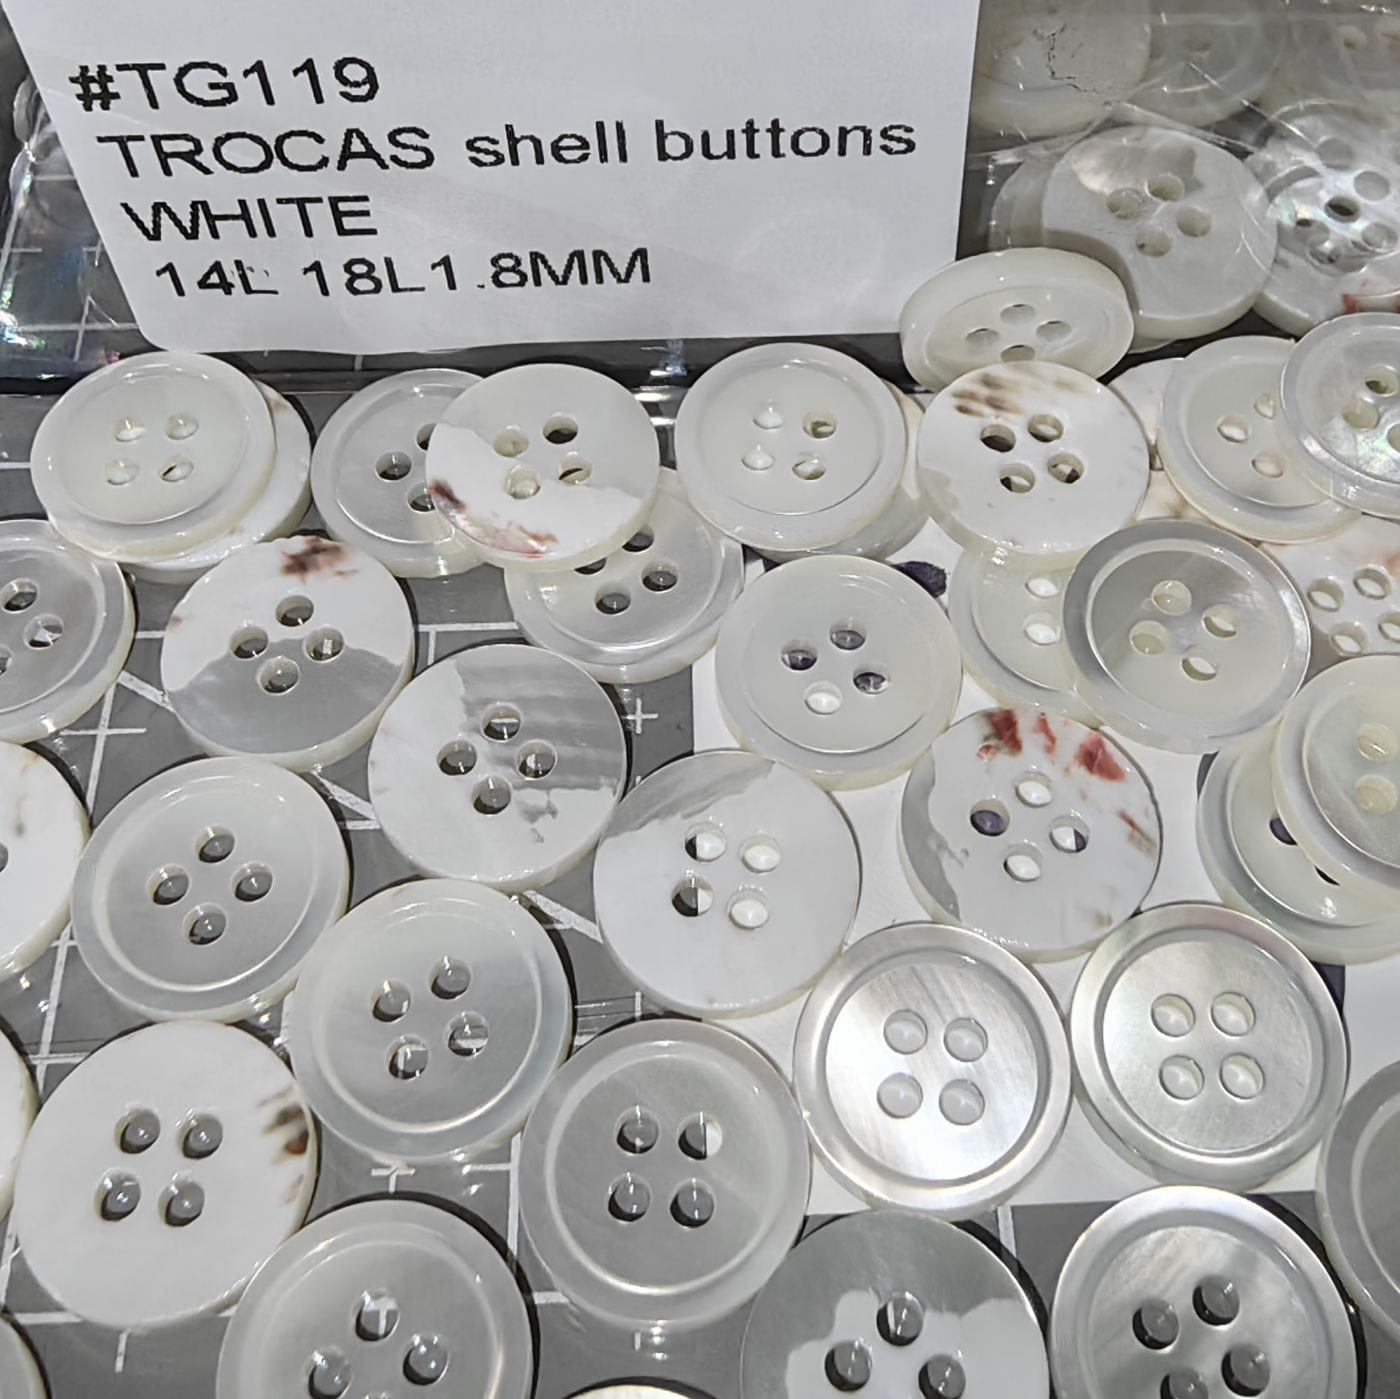 #TG119
TROCAS shell buttons
WHITE
14L 18L1.8MM